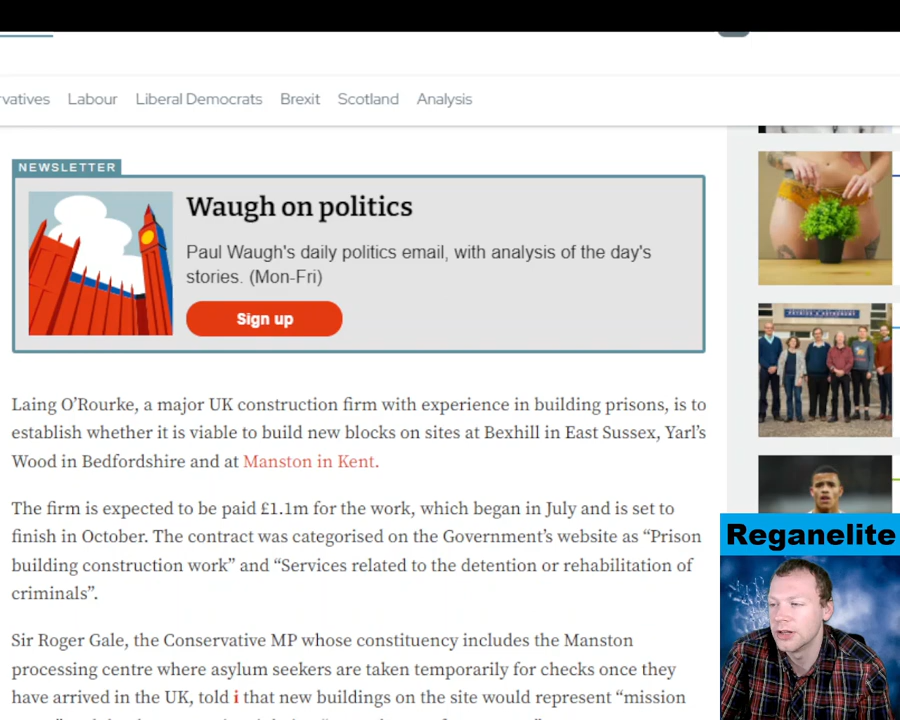 vatives Labour Liberal Democrats Brexit Scotland Analysis
NEWSLETTER
Waugh on politics
Paul Waugh's daily politics email, with analysis of the day's
stories. (Mon-Fri)
Sign up
Laing O’Rourke, a major UK construction firm with experience in building prisons, is to
establish whether it is viable to build new blocks on sites at Bexhill in East Sussex, Yarl’s
Wood in Bedfordshire and at Manston in Kent.
The firm is expected to be paid £1.1m for the work, which began in July and is set to
finish in October. The contract was categorised on the Government’s website as “Prison
building construction work” and “Services related to the detention or rehabilitation of
criminals”.
Sir Roger Gale, the Conservative MP whose constituency includes the Manston
processing centre where asylum seekers are taken temporarily for checks once they
have arrived in the UK, told i that new buildings on the site would represent “mission
Reganelite